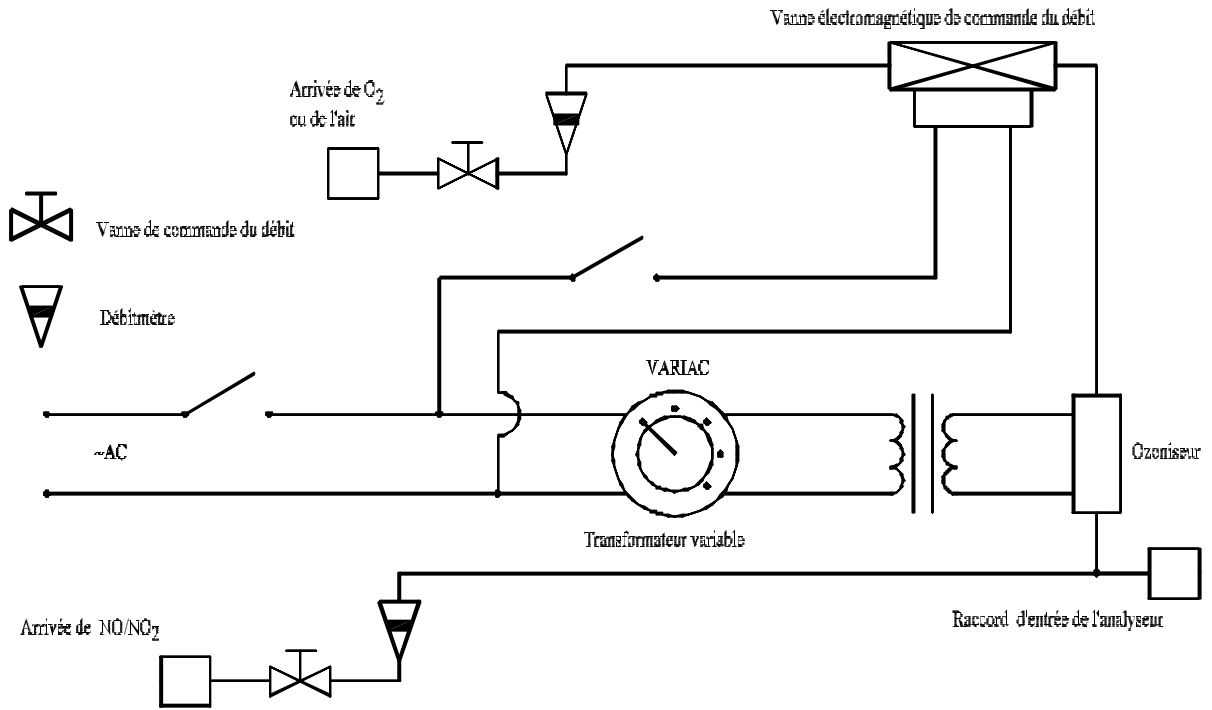 Vanne électromagnétique de commande du débit
Arrivée de O2
ou de l'air
Vanne de commande du débit
Débitmètre
VARIAC
~AC
Ozoniseur
Transformateur variable
Arrivée de NO/NO2
Raccord d'entrée de l'analyseur